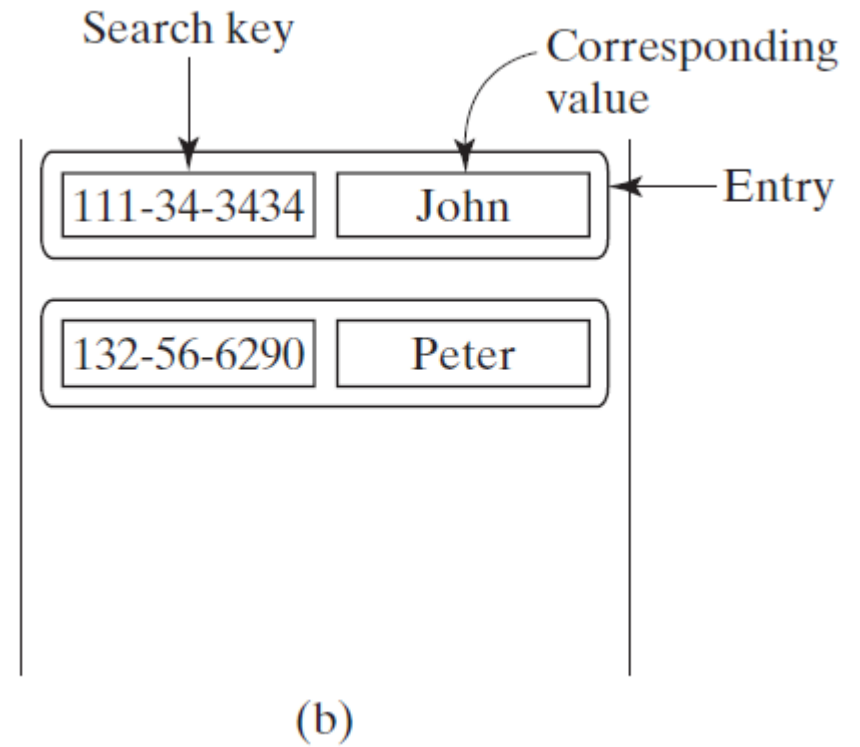 Search key
Corresponding
value
Entry
111-34-3434
John
132-56-6290
Peter
(b)